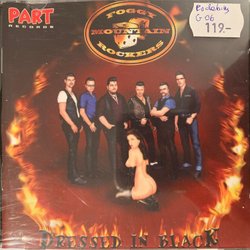 PART
RECORDS
FOGGY
MOUNTAIN
ROCKERS
Rockabilly
G-06
119:-
DRESSED IN BLACK